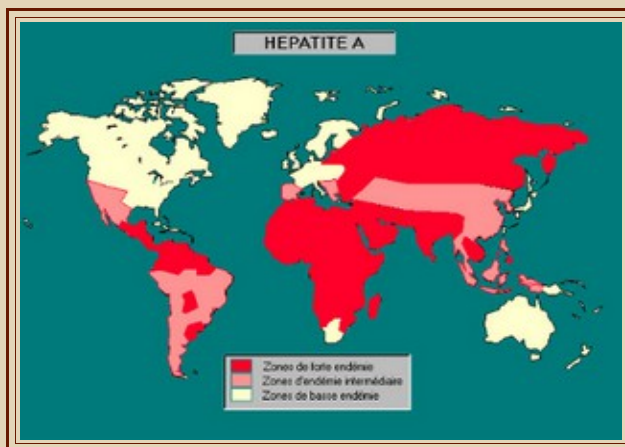 HEPATITE A
Zones de forte endémie
Zones d'endémie intermédiaire
Zones de basse endémie